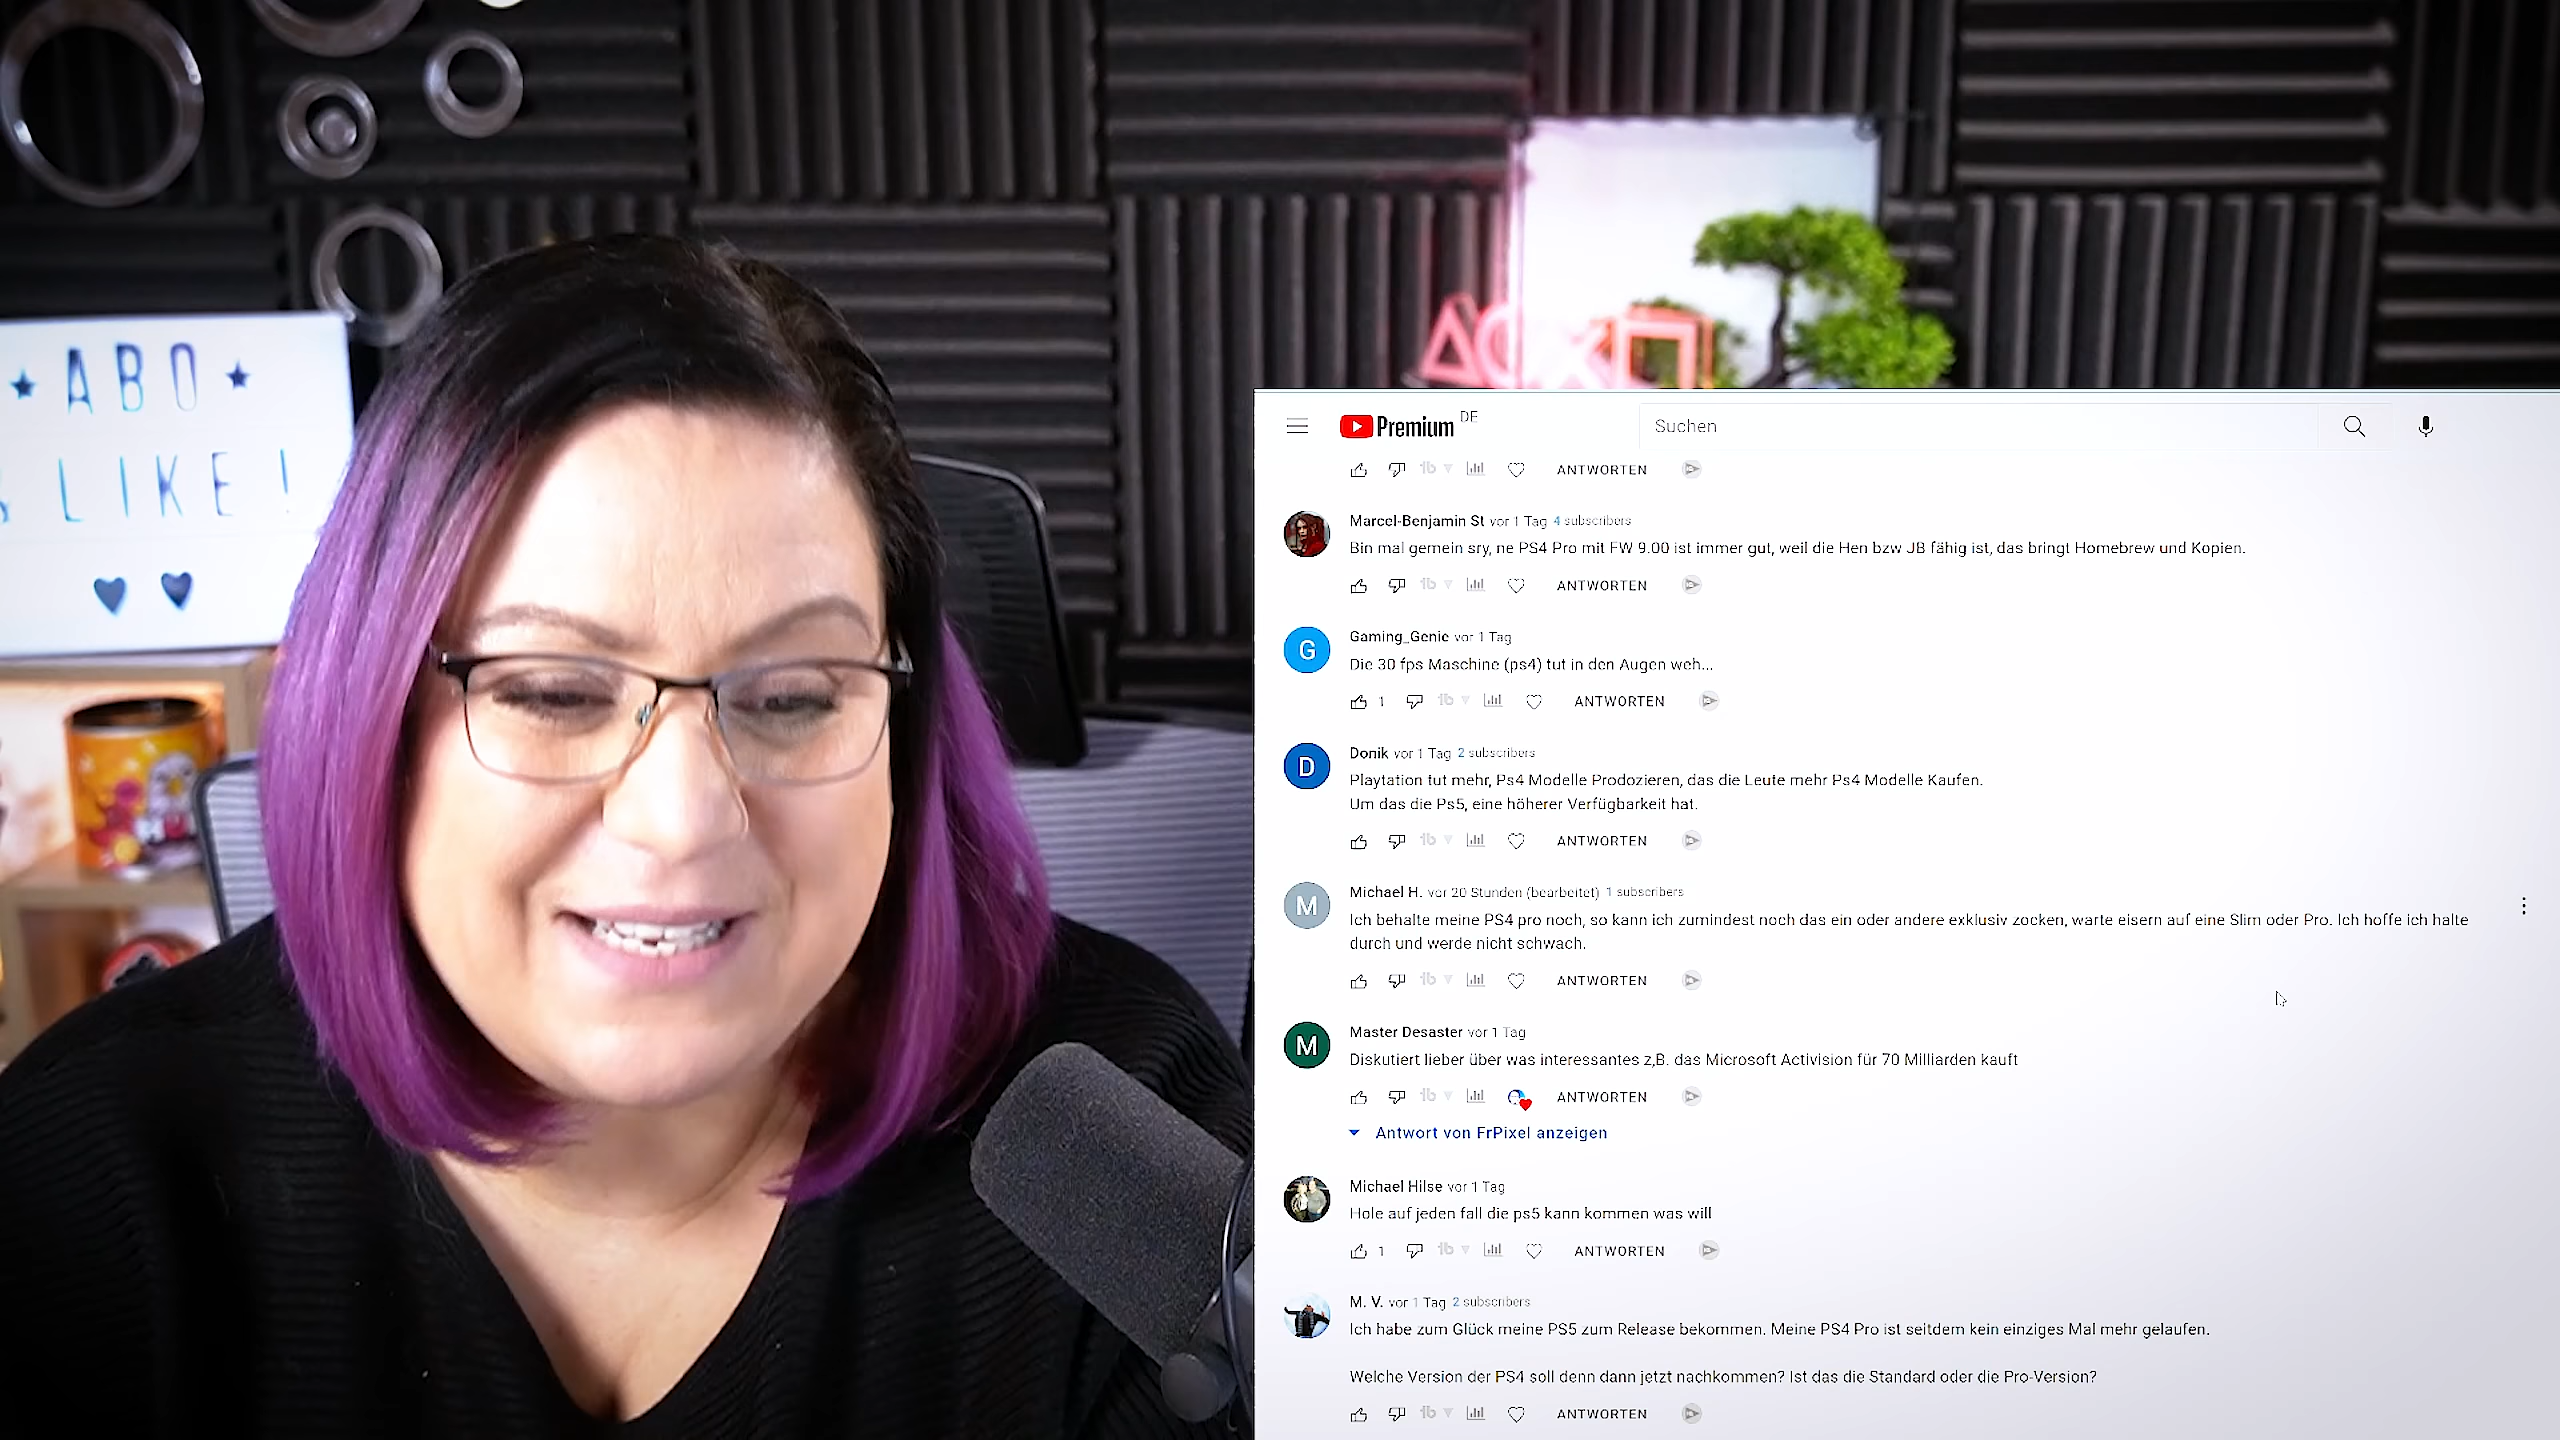 ★ ABO ★
& LIKE!
Premium DE
Suchen
ANTWORTEN
Marcel-Benjamin St vor 1 Tag 4 subscribers
Bin mal gemein sry, ne PS4 Pro mit FW 9.00 ist immer gut, weil die Hen bzw JB fähig ist, das bringt Homebrew und Kopien.
ANTWORTEN
G
Gaming_Genie vor 1 Tag
Die 30 fps Maschine (ps4) tut in den Augen weh...
1 ANTWORTEN
D
Donik vor 1 Tag 2 subscribers
Playtation tut mehr, Ps4 Modelle Prodozieren, das die Leute mehr Ps4 Modelle Kaufen.
Um das die Ps5, eine höherer Verfügbarkeit hat.
ANTWORTEN
M
Michael H. vor 20 Stunden (bearbeitet) 1 subscribers
Ich behalte meine PS4 pro noch, so kann ich zumindest noch das ein oder andere exklusiv zocken, warte eisern auf eine Slim oder Pro. Ich hoffe ich halte
durch und werde nicht schwach.
ANTWORTEN
M
Master Desaster vor 1 Tag
Diskutiert lieber über was interessantes z,B. das Microsoft Activision für 70 Milliarden kauft
ANTWORTEN
Antwort von FrPixel anzeigen
Michael Hilse vor 1 Tag
Hole auf jeden fall die ps5 kann kommen was will
1 ANTWORTEN
M. V. vor 1 Tag 2 subscribers
Ich habe zum Glück meine PS5 zum Release bekommen. Meine PS4 Pro ist seitdem kein einziges Mal mehr gelaufen.
Welche Version der PS4 soll denn dann jetzt nachkommen? Ist das die Standard oder die Pro-Version?
ANTWORTEN